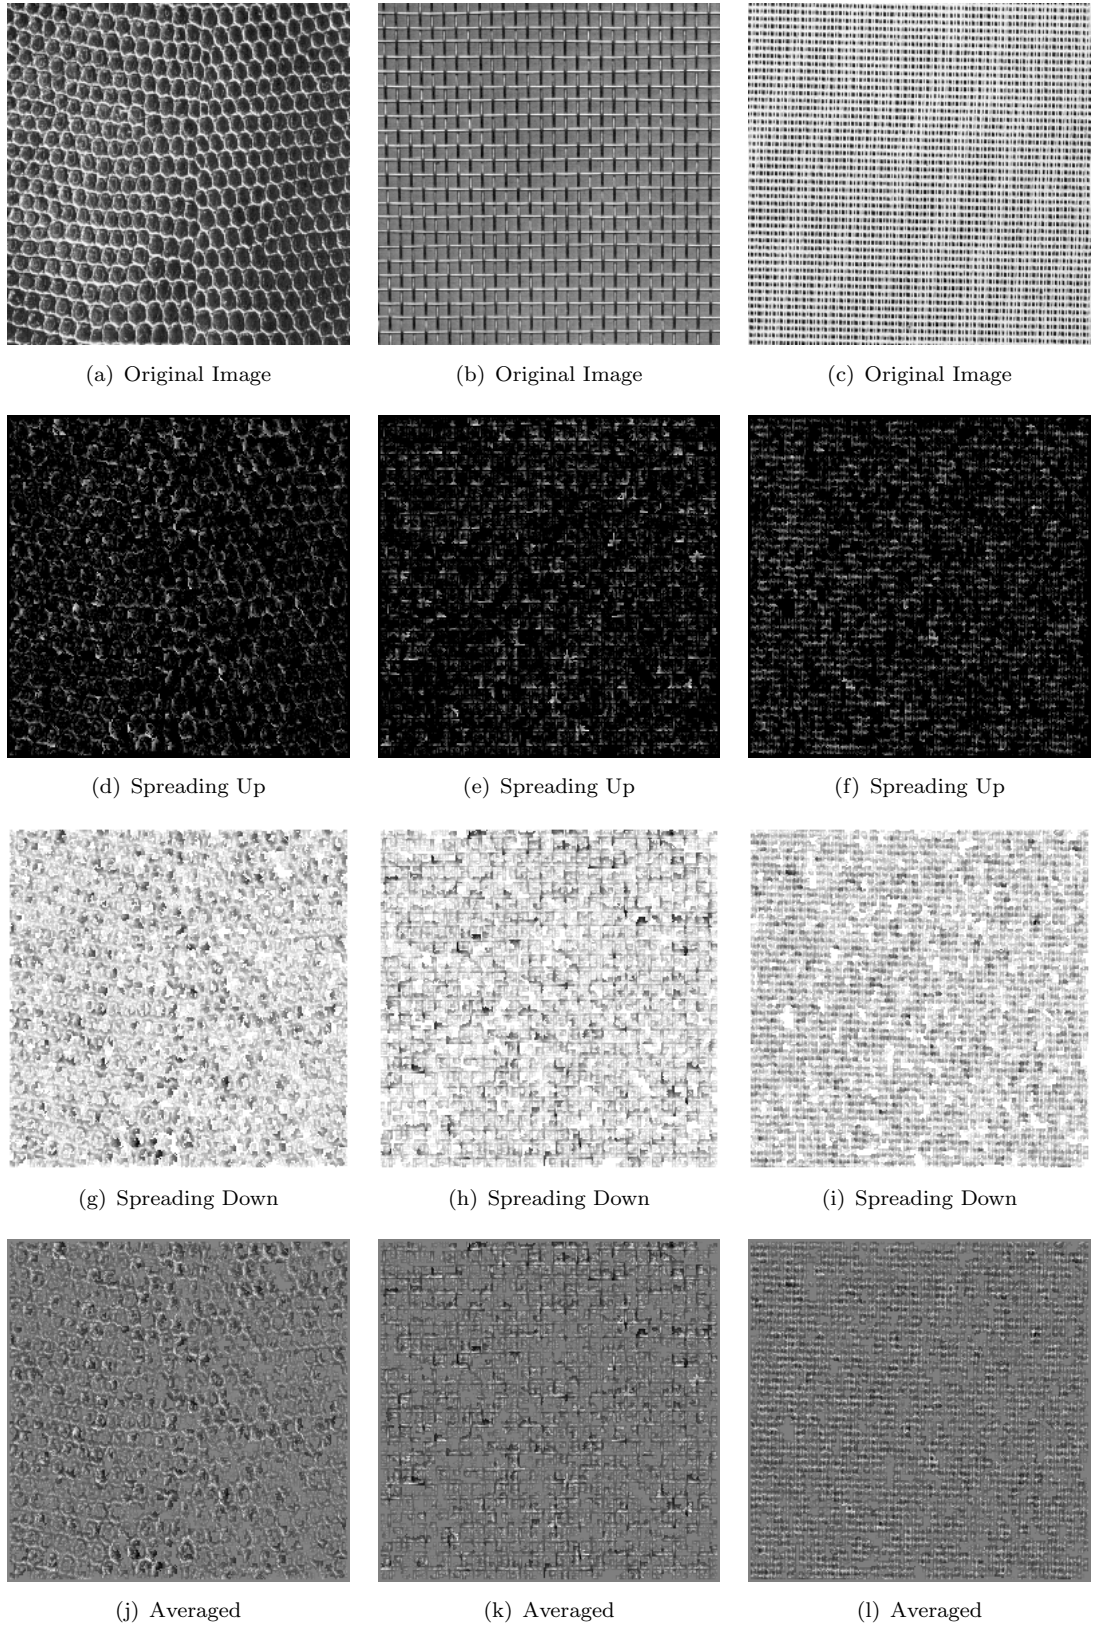 (a) Original Image
(b) Original Image
(c) Original Image
(d) Spreading Up
(e) Spreading Up
(f) Spreading Up
(g) Spreading Down
(h) Spreading Down
(i) Spreading Down
(j) Averaged
(k) Averaged
(l) Averaged